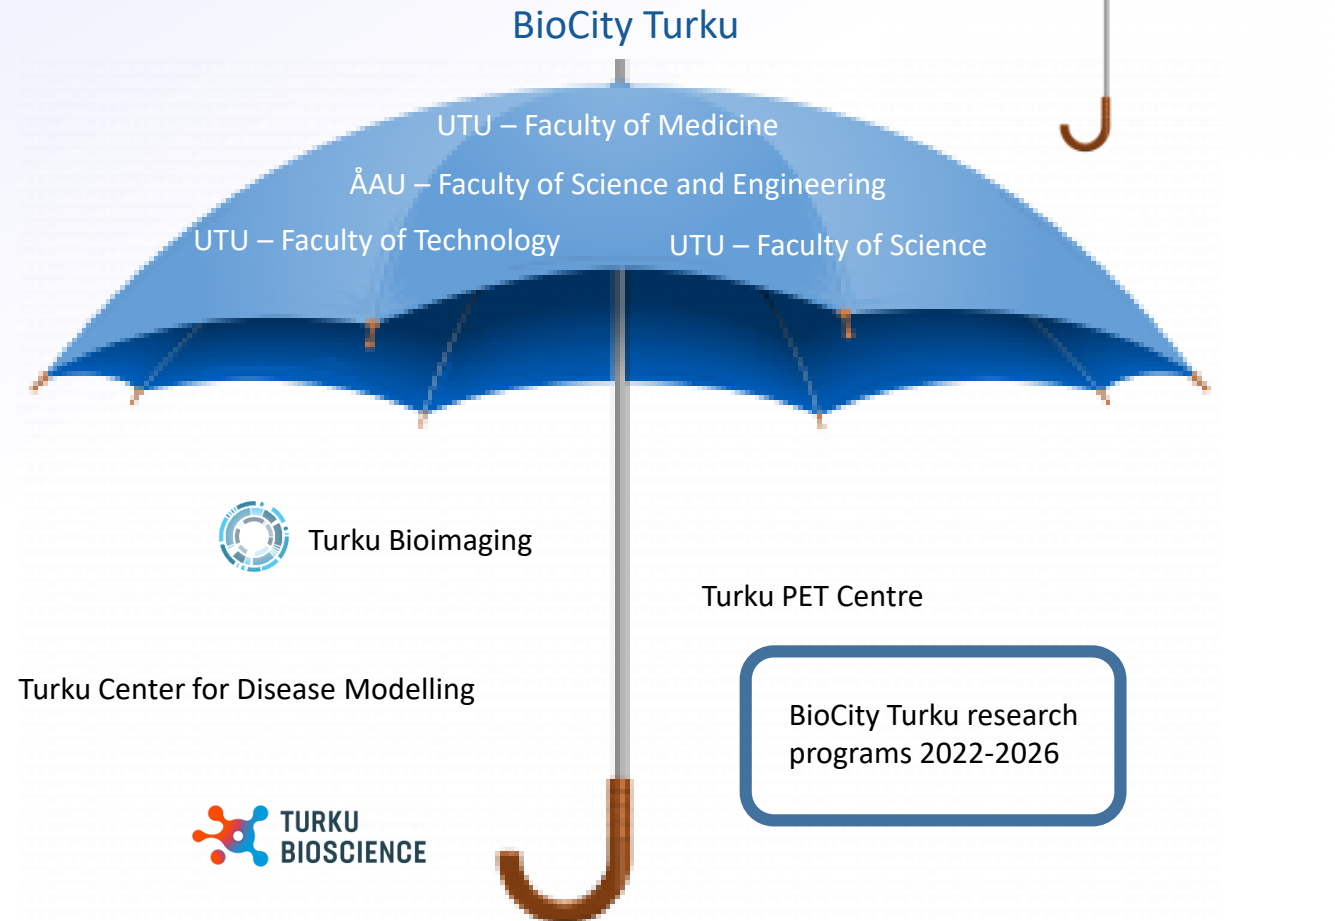 BioCity Turku
UTU – Faculty of Medicine
ÅAU – Faculty of Science and Engineering
UTU – Faculty of Technology
UTU – Faculty of Science
Turku Bioimaging
Turku PET Centre
Turku Center for Disease Modelling
BioCity Turku research
programs 2022-2026
TURKU
BIOSCIENCE